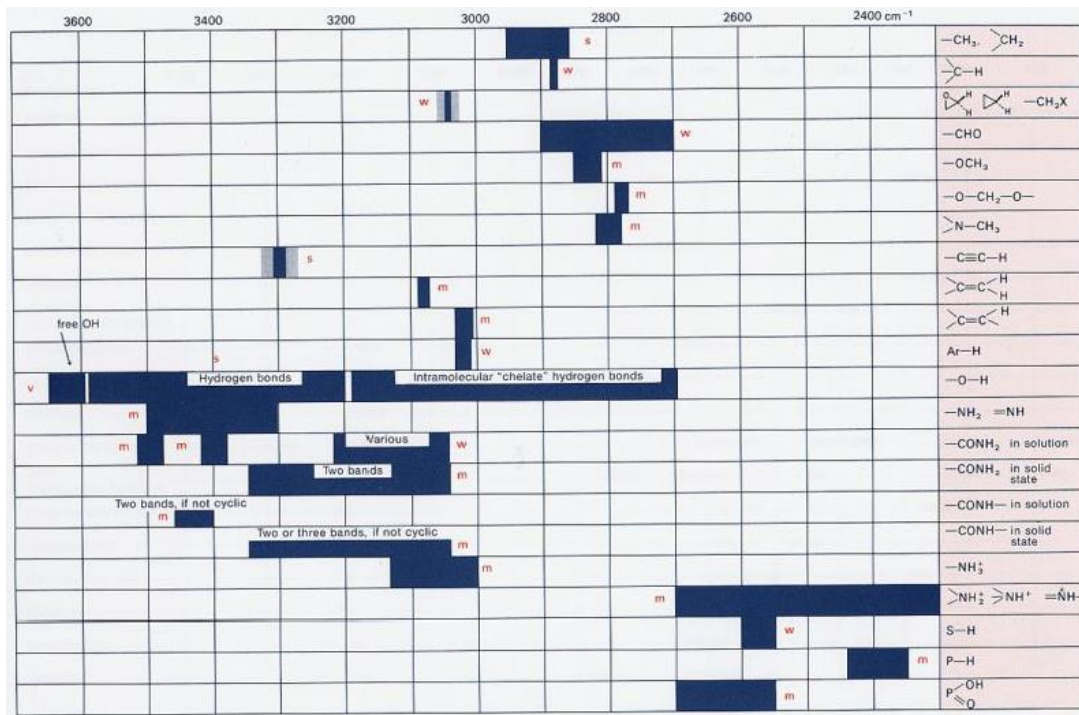 3600 3400 3200 3000 2800 2600 2400 cm⁻¹
s —CH₃, >CH₂
w >C—H
w O H H H H —CH₂X
w —CHO
m —OCH₃
m —O—CH₂—O—
m >N—CH₃
s —C≡C—H
m >C=C< H H
free OH
m >C=C< H
s w Ar—H
v Hydrogen bonds Intramolecular "chelate" hydrogen bonds —O—H
m —NH₂ =NH
m m Various w —CONH₂ in solution
Two bands m —CONH₂ in solid state
Two bands, if not cyclic
m —CONH— in solution
Two or three bands, if not cyclic
m —CONH— in solid state
m —NH₃⁺
m >NH₂⁺ >NH⁺ =N⁺H—
w S—H
m P—H
m P OH O